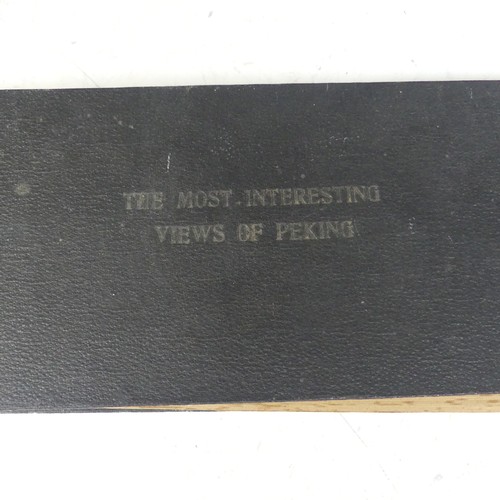 THE MOST INTERESTING
VIEWS OF PEKING